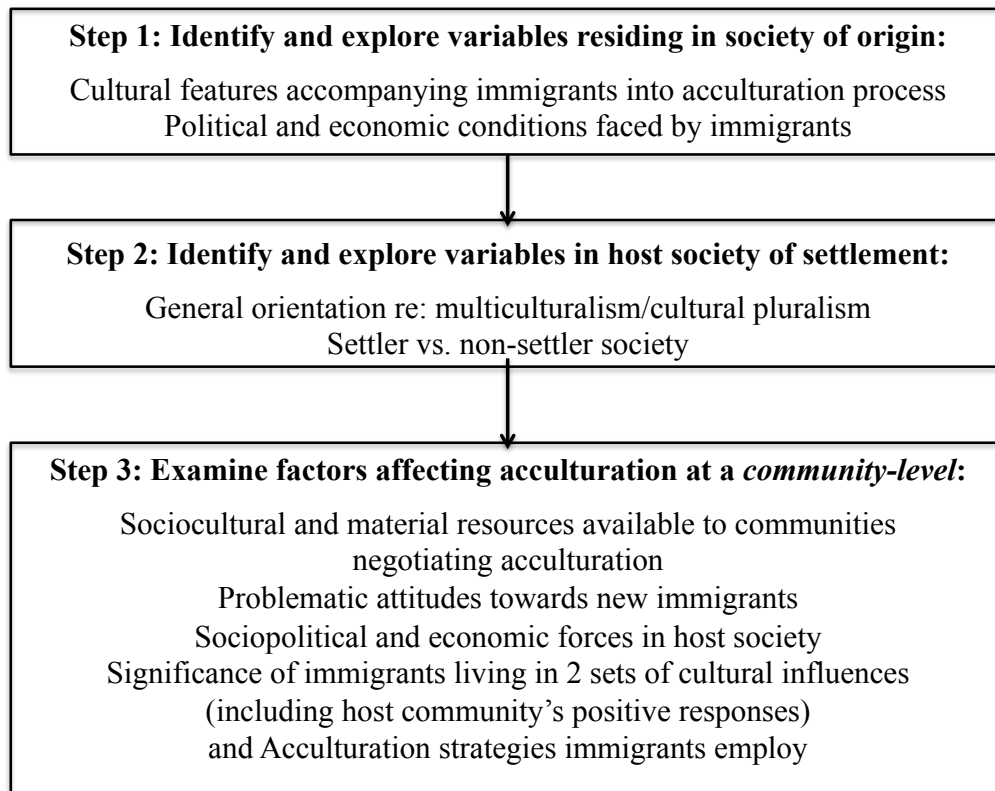 Step 1: Identify and explore variables residing in society of origin:
Cultural features accompanying immigrants into acculturation process
Political and economic conditions faced by immigrants
Step 2: Identify and explore variables in host society of settlement:
General orientation re: multiculturalism/cultural pluralism
Settler vs. non-settler society
Step 3: Examine factors affecting acculturation at a community-level:
Sociocultural and material resources available to communities
negotiating acculturation
Problematic attitudes towards new immigrants
Sociopolitical and economic forces in host society
Significance of immigrants living in 2 sets of cultural influences
(including host community’s positive responses)
and Acculturation strategies immigrants employ